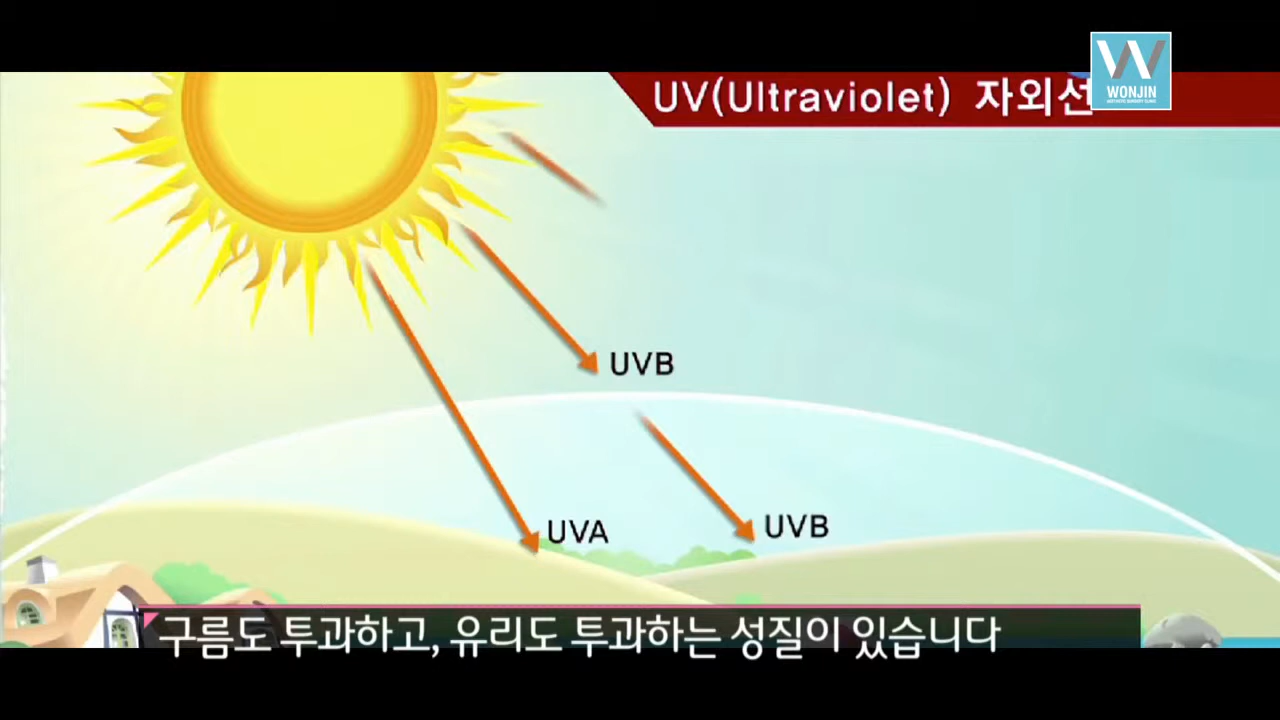 UV(Ultraviolet) 자외선
W
WONJIN
UVB
UVA
UVB
구름도 투과하고, 유리도 투과하는 성질이 있습니다